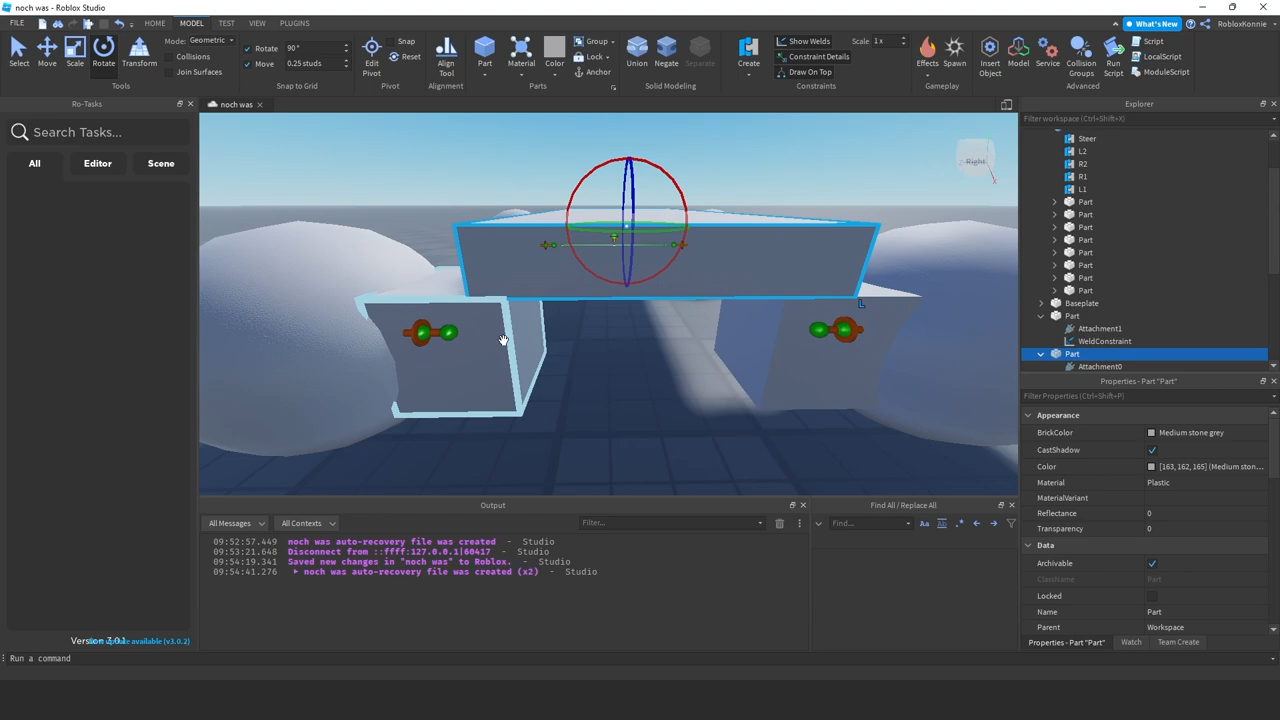 noch was - Roblox Studio
FILE HOME MODEL TEST VIEW PLUGINS What's New RobloxKonnie
Select Move Scale Rotate Transform
Mode: Geometric
Collisions
Join Surfaces
Tools
Rotate 90°
Move 0.25 studs
Snap to Grid
Edit Pivot
Snap
Reset
Pivot
Align Tool
Alignment
Part Material Color
Group
Lock
Anchor
Parts
Union Negate Separate
Solid Modeling
Create
Show Welds
Constraint Details
Draw On Top
Scale 1x
Constraints
Effects Spawn
Gameplay
Insert Object
Model
Service
Collision Groups
Run Script
Script
LocalScript
ModuleScript
Advanced
Ro-Tasks
Search Tasks...
All Editor Scene
noch was
Right
L
Explorer
Filter workspace (Ctrl+Shift+X)
Steer
L2
R2
R1
L1
Part
Part
Part
Part
Part
Part
Part
Part
Baseplate
Part
Attachment1
WeldConstraint
Part
Attachment0
Properties - Part "Part"
Filter Properties (Ctrl+Shift+P)
Appearance
BrickColor Medium stone grey
CastShadow
Color [163, 162, 165] (Medium ston...
Material Plastic
MaterialVariant
Reflectance 0
Transparency 0
Data
Archivable
ClassName Part
Locked
Name Part
Parent Workspace
Properties - Part "Part" Watch Team Create
Output
All Messages All Contexts Filter...
09:52:57.449 noch was auto-recovery file was created - Studio
09:53:21.648 Disconnect from ::ffff:127.0.0.1|60417 - Studio
09:54:19.341 Saved new changes in "noch was" to Roblox. - Studio
09:54:41.276 noch was auto-recovery file was created (x2) - Studio
Find All / Replace All
Find... Aa Ab
update available (v3.0.2)
Run a command